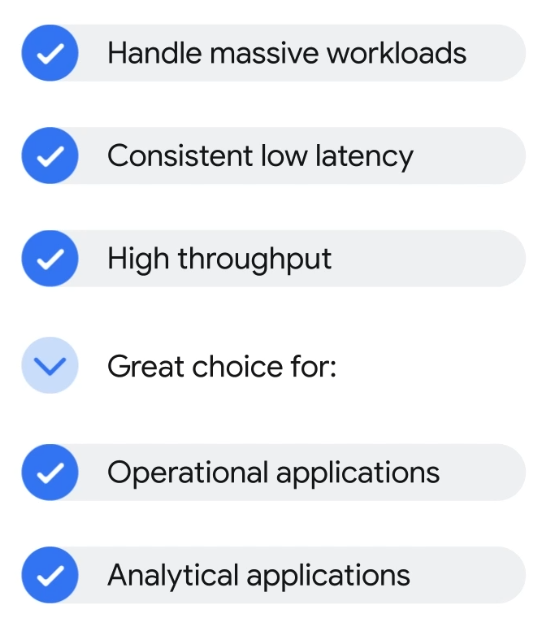 Handle massive workloads
Consistent low latency
High throughput
Great choice for:
Operational applications
Analytical applications